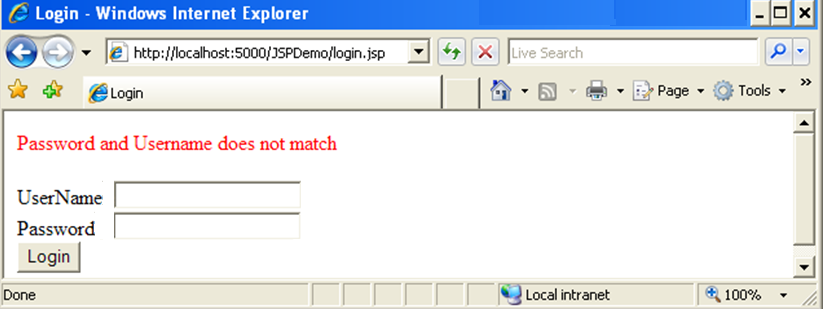 Login - Windows Internet Explorer
http://localhost:5000/JSPDemo/login.jsp
Live Search
Login
Page
Tools
Password and Username does not match
UserName
Password
Login
Done
Local intranet
100%